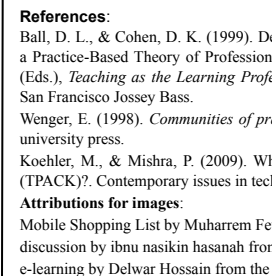 References:
Ball, D. L., & Cohen, D. K. (1999). De
a Practice-Based Theory of Profession
(Eds.), Teaching as the Learning Profe
San Francisco Jossey Bass.
Wenger, E. (1998). Communities of pra
university press.
Koehler, M., & Mishra, P. (2009). Wh
(TPACK)?. Contemporary issues in tec
Attributions for images:
Mobile Shopping List by Muharrem Fe
discussion by ibnu nasikin hasanah fror
e-learning by Delwar Hossain from the